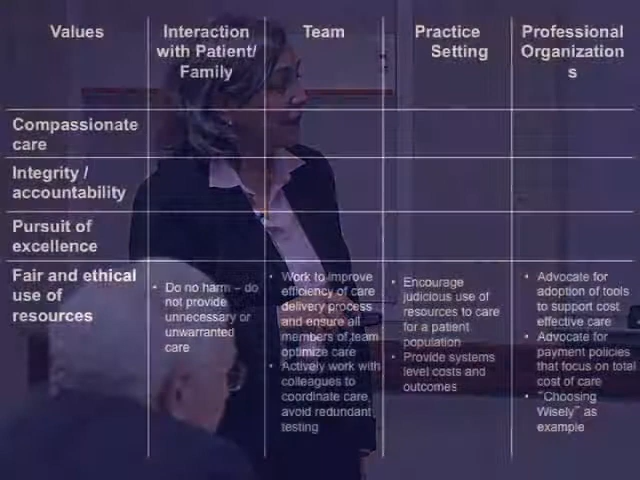 Values
Interaction
with Patient/
Family
Team
Practice
Setting
Professional
Organization
s
Compassionate
care
Integrity /
accountability
Pursuit of
excellence
Fair and ethical
use of
resources
• Do no harm – do
not provide
unnecessary or
unwarranted
care
• Work to improve
efficiency of care
delivery process
and ensure all
members of team
optimize care
• Actively work with
colleagues to
coordinate care,
avoid redundant
testing
• Encourage
judicious use of
resources to care
for a patient
population
• Provide systems
level costs and
outcomes
• Advocate for
adoption of tools
to support cost
effective care
• Advocate for
payment policies
that focus on total
cost of care
• "Choosing
Wisely" as
example